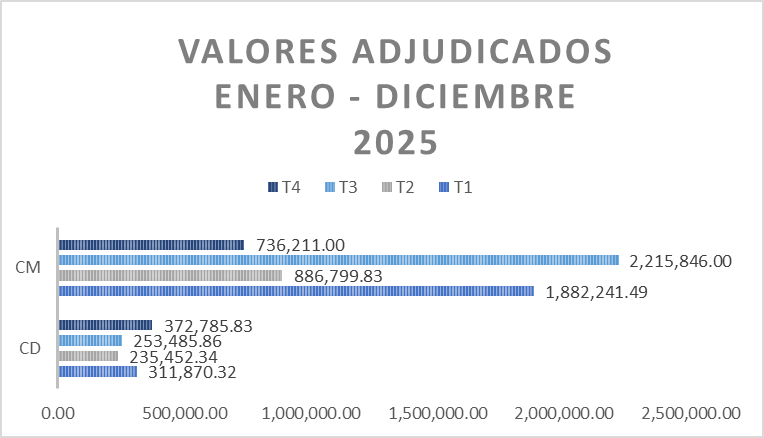 VALORES ADJUDICADOS
ENERO - DICIEMBRE
2025
T4 T3 T2 T1
CM
736,211.00
2,215,846.00
886,799.83
1,882,241.49
CD
372,785.83
253,485.86
235,452.34
311,870.32
0.00 500,000.00 1,000,000.00 1,500,000.00 2,000,000.00 2,500,000.00